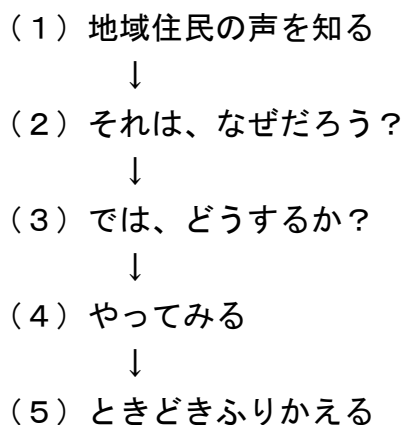 （１）地域住民の声を知る
↓
（２）それは、なぜだろう？
↓
（３）では、どうするか？
↓
（４）やってみる
↓
（５）ときどきふりかえる